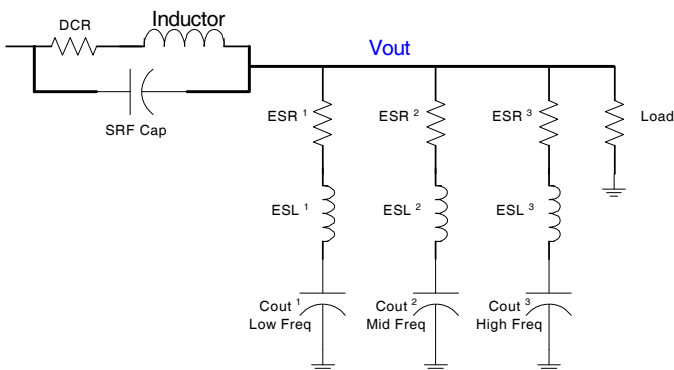 DCR
Inductor
SRF Cap
Vout
ESR 1
ESR 2
ESR 3
Load
ESL 1
ESL 2
ESL 3
Cout 1
Low Freq
Cout 2
Mid Freq
Cout 3
High Freq